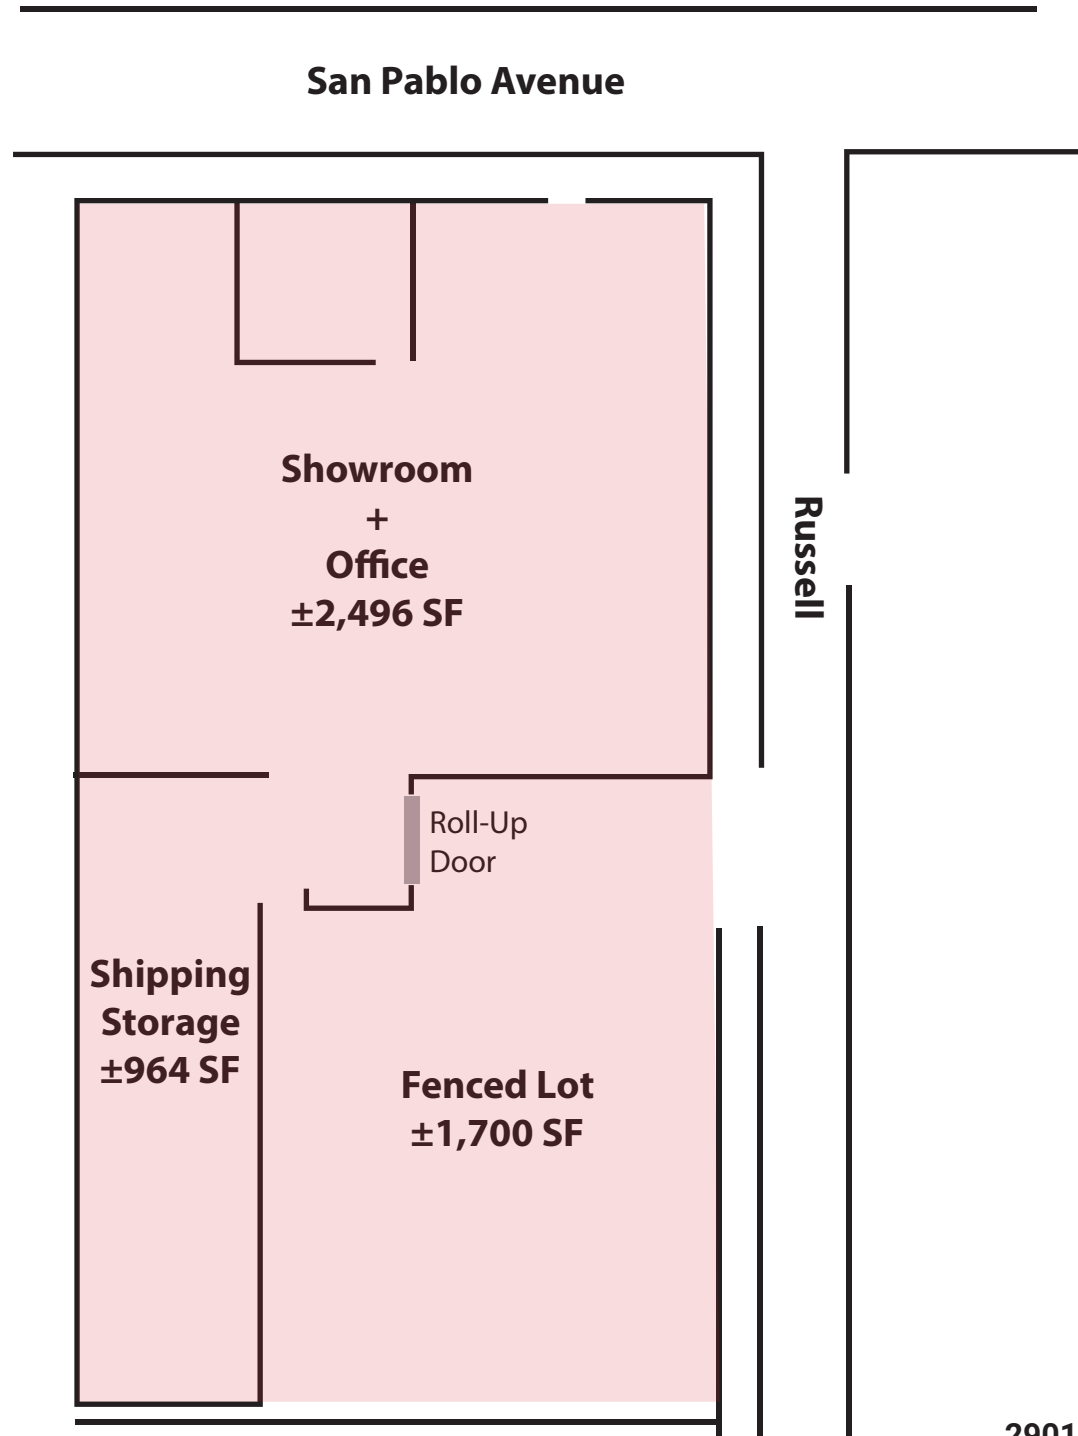 San Pablo Avenue
Showroom
+
Office
±2,496 SF
Russell
Roll-Up
Door
Shipping
Storage
±964 SF
Fenced Lot
±1,700 SF
2901